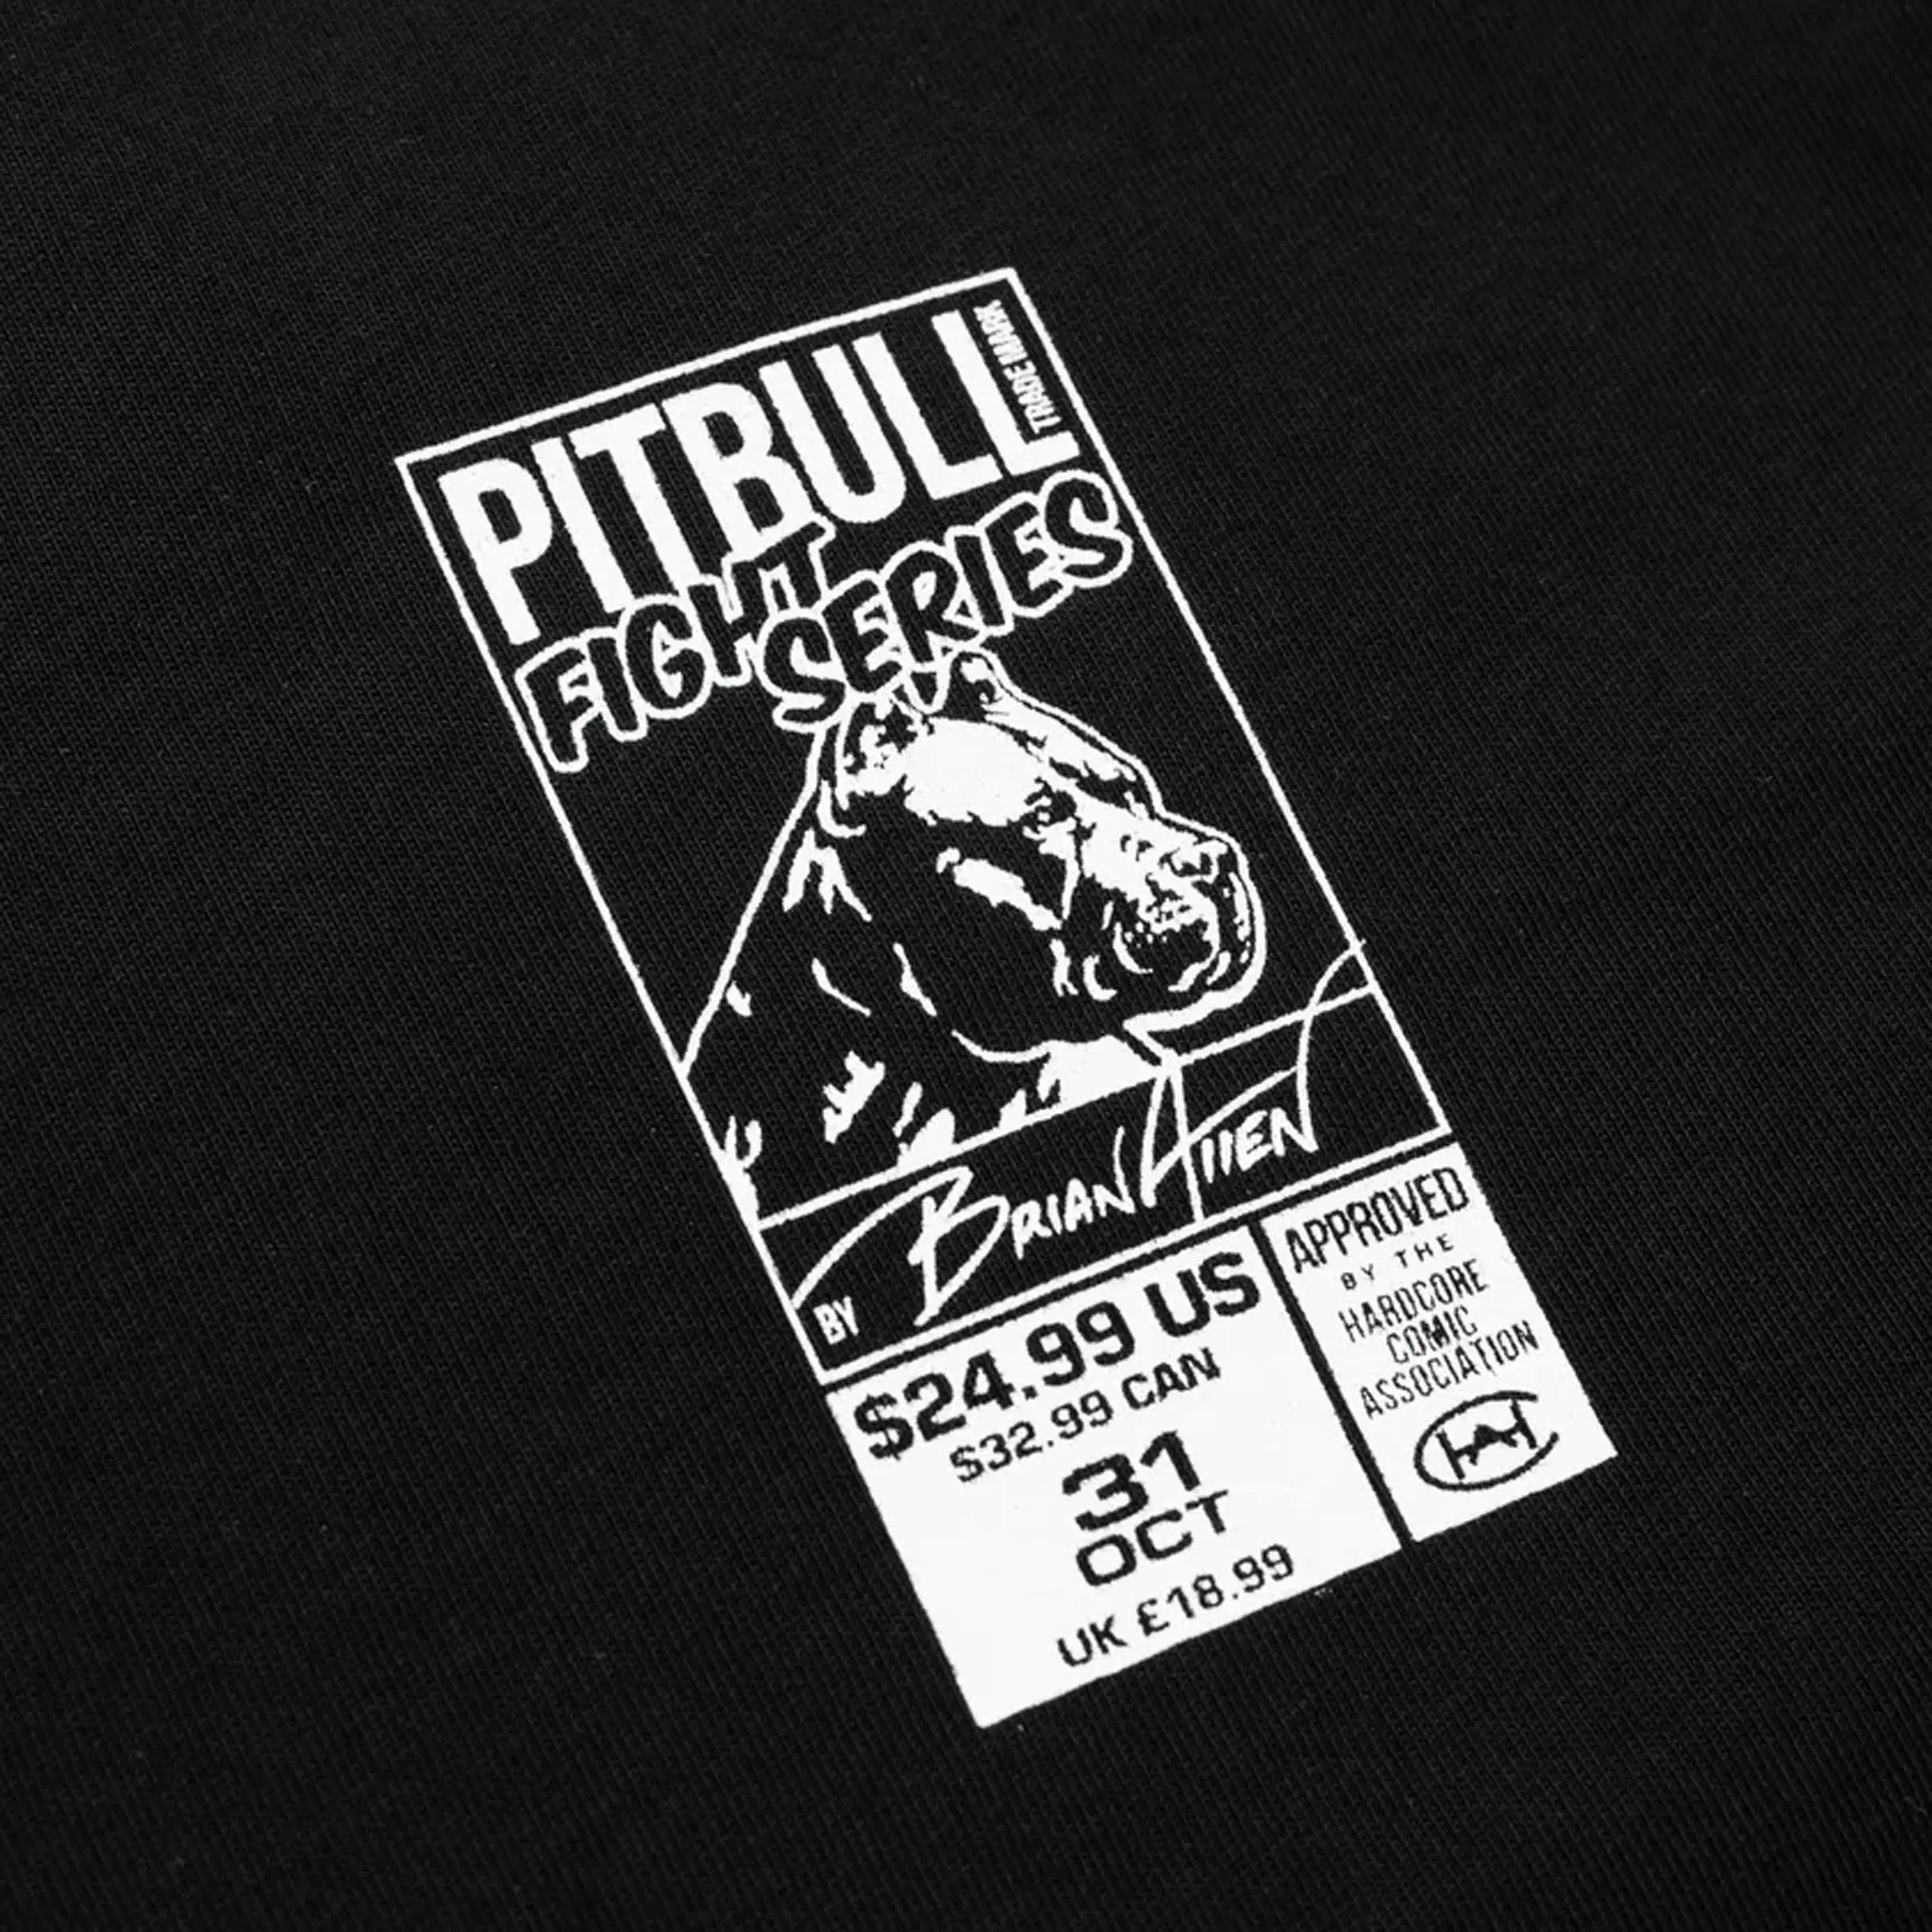 PITBULL
TRADE MARK
FIGHT
SERIES
BY BRIAN AllEN
$24.99 US
$32.99 CAN
31
OCT
UK £18.99
APPROVED
BY THE
HARDCORE
COMIC
ASSOCIATION